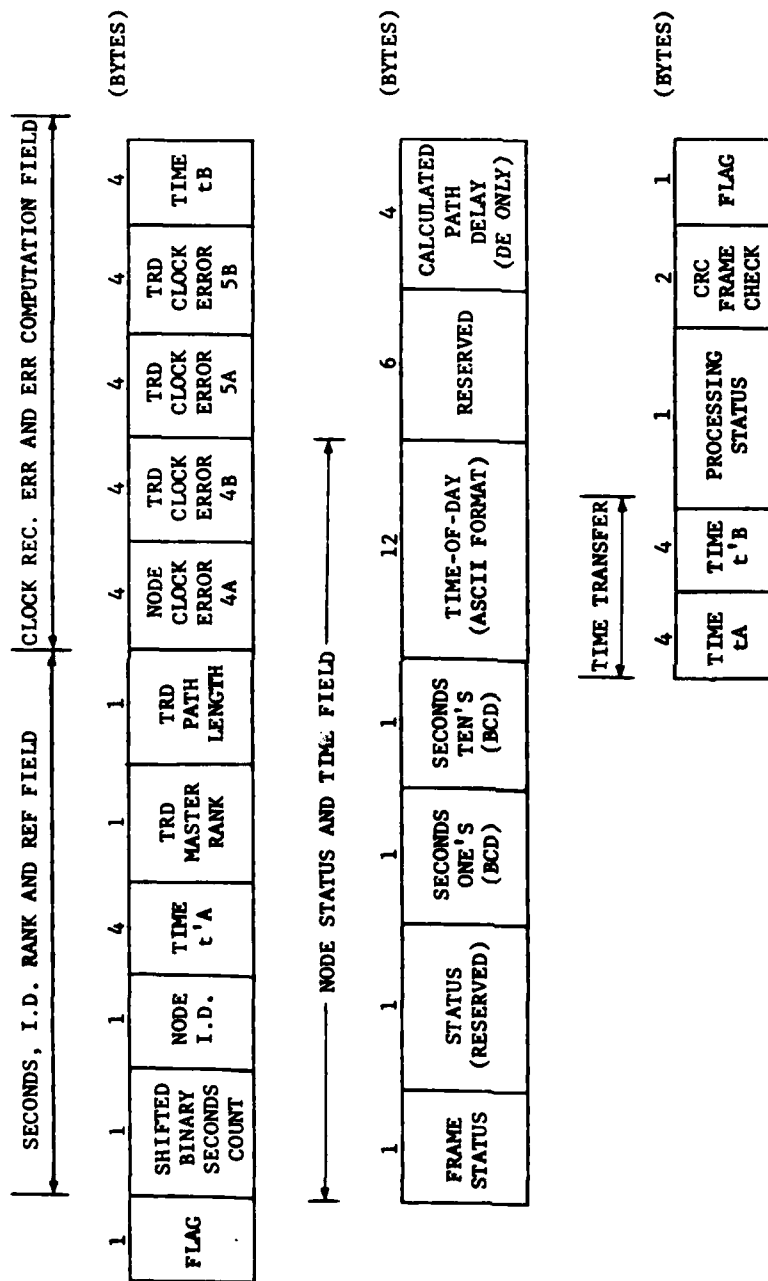 SECONDS, I.D. RANK AND REF FIELD
CLOCK REC. ERR AND ERR COMPUTATION FIELD
1
1
1
4
1
1
4
4
4
4
4
(BYTES)
FLAG
SHIFTED
BINARY
SECONDS
COUNT
NODE
I.D.
TIME
t'A
TRD
MASTER
RANK
TRD
PATH
LENGTH
NODE
CLOCK
ERROR
4A
TRD
CLOCK
ERROR
4B
TRD
CLOCK
ERROR
5A
TRD
CLOCK
ERROR
5B
TIME
tB
NODE STATUS AND TIME FIELD
1
1
1
1
12
6
4
(BYTES)
FRAME
STATUS
STATUS
(RESERVED)
SECONDS
ONE'S
(BCD)
SECONDS
TEN'S
(BCD)
TIME-OF-DAY
(ASCII FORMAT)
RESERVED
CALCULATED
PATH
DELAY
(DE ONLY)
TIME TRANSFER
4
4
1
2
1
(BYTES)
TIME
tA
TIME
t'B
PROCESSING
STATUS
CRC
FRAME
CHECK
FLAG